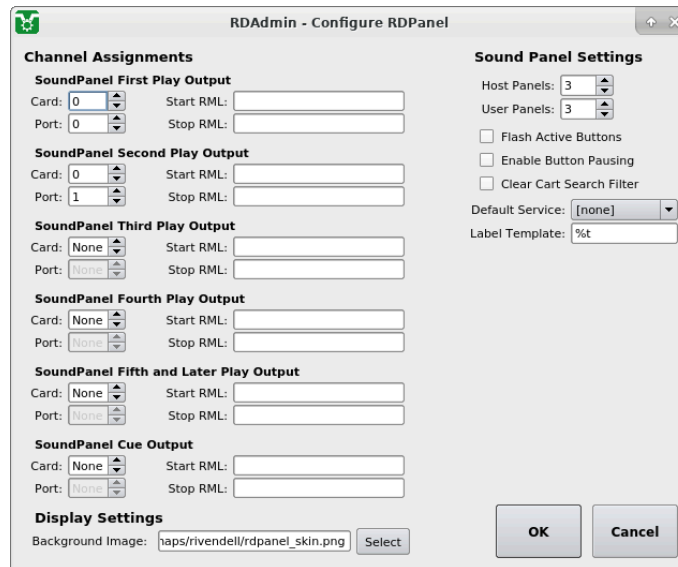 RDAdmin - Configure RDPanel
Channel Assignments
SoundPanel First Play Output
Card: 0 Start RML:
Port: 0 Stop RML:
SoundPanel Second Play Output
Card: 0 Start RML:
Port: 1 Stop RML:
SoundPanel Third Play Output
Card: None Start RML:
Port: None Stop RML:
SoundPanel Fourth Play Output
Card: None Start RML:
Port: None Stop RML:
SoundPanel Fifth and Later Play Output
Card: None Start RML:
Port: None Stop RML:
SoundPanel Cue Output
Card: None Start RML:
Port: None Stop RML:
Display Settings
Background Image: naps/rivendell/rdpanel_skin.png Select
Sound Panel Settings
Host Panels: 3
User Panels: 3
Flash Active Buttons
Enable Button Pausing
Clear Cart Search Filter
Default Service: [none]
Label Template: %t
OK Cancel